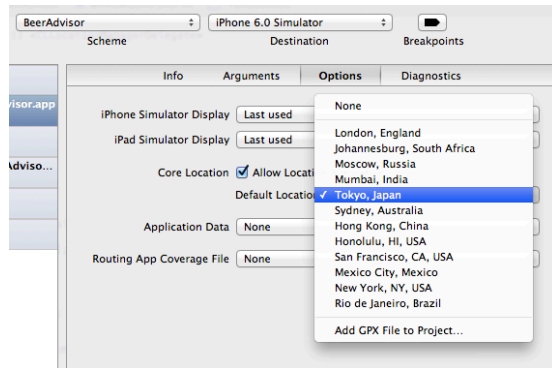 BeerAdvisor
iPhone 6.0 Simulator
Scheme
Destination
Breakpoints
Info
Arguments
Options
Diagnostics
visor.app
Adviso...
iPhone Simulator Display
Last used
iPad Simulator Display
Last used
Core Location
Allow Locati
Default Location
Application Data
None
Routing App Coverage File
None
None
London, England
Johannesburg, South Africa
Moscow, Russia
Mumbai, India
✓ Tokyo, Japan
Sydney, Australia
Hong Kong, China
Honolulu, HI, USA
San Francisco, CA, USA
Mexico City, Mexico
New York, NY, USA
Rio de Janeiro, Brazil
Add GPX File to Project...